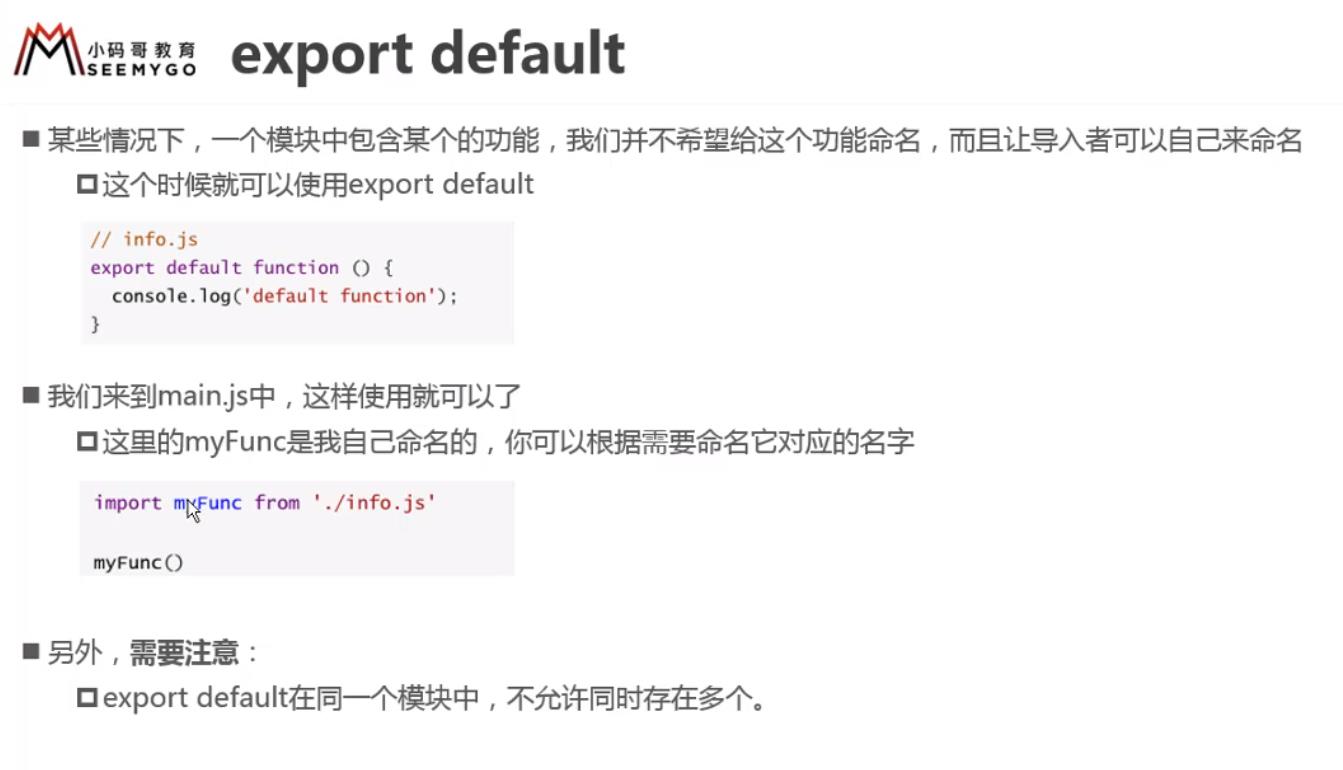 小码哥教育
SEEMYGO
export default
某些情况下，一个模块中包含某个的功能，我们并不希望给这个功能命名，而且让导入者可以自己来命名
这个时候就可以使用export default
// info.js
export default function () {
  console.log('default function');
}
我们来到main.js中，这样使用就可以了
这里的myFunc是我自己命名的，你可以根据需要命名它对应的名字
import myFunc from './info.js'
myFunc()
另外，需要注意：
export default在同一个模块中，不允许同时存在多个。